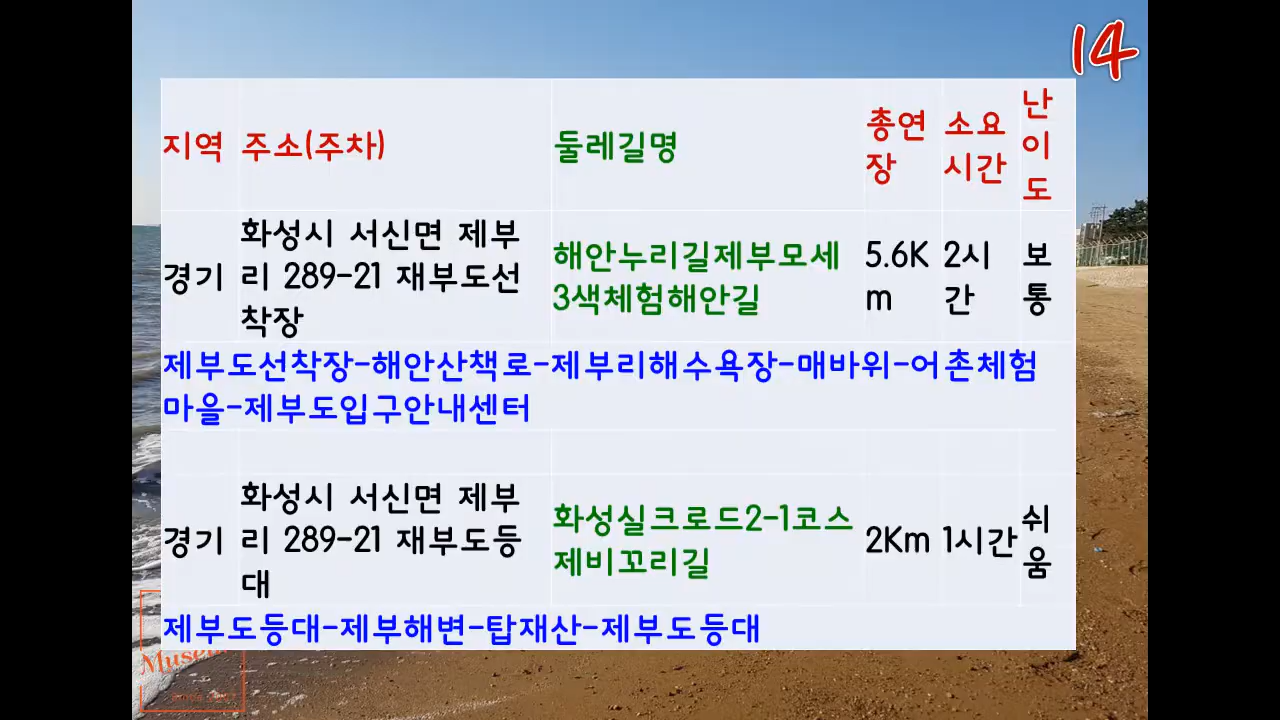 14
지역 주소(주차) 둘레길명 총연장 소요시간 난이도
경기 화성시 서신면 제부리 289-21 재부도선착장 해안누리길제부모세3색체험해안길 5.6Km 2시간 보통
제부도선착장-해안산책로-제부리해수욕장-매바위-어촌체험
마을-제부도입구안내센터
경기 화성시 서신면 제부리 289-21 재부도등대 화성실크로드2-1코스 제비꼬리길 2Km 1시간 쉬움
제부도등대-제부해변-탑재산-제부도등대